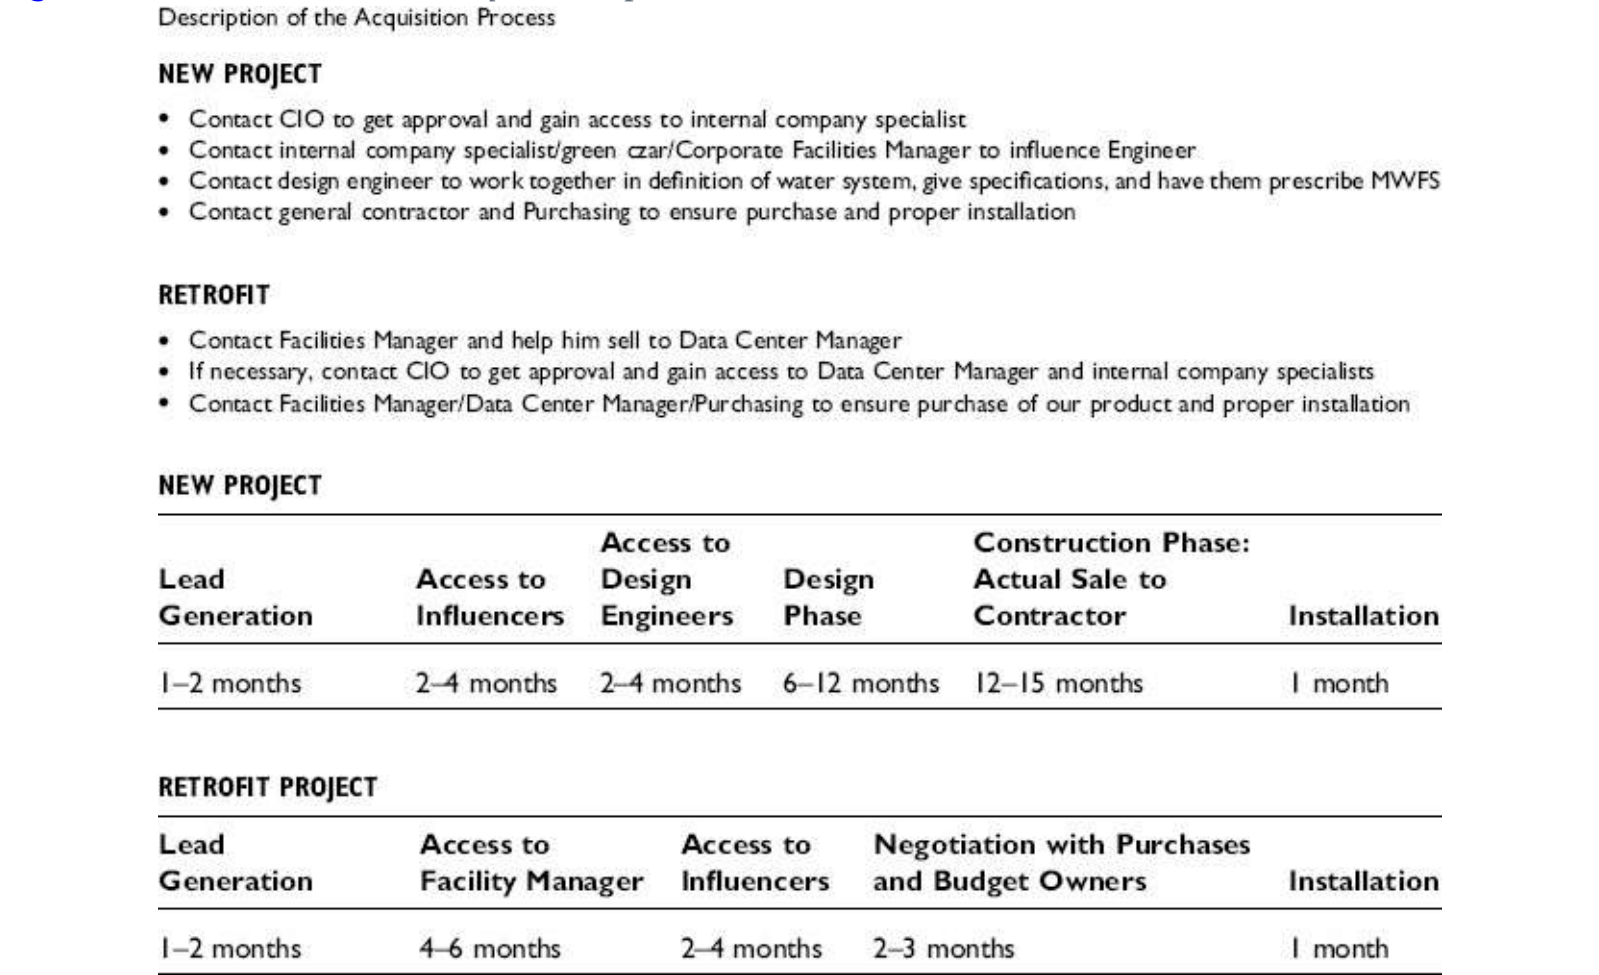 Description of the Acquisition Process
NEW PROJECT
• Contact CIO to get approval and gain access to internal company specialist
• Contact internal company specialist/green czar/Corporate Facilities Manager to influence Engineer
• Contact design engineer to work together in definition of water system, give specifications, and have them prescribe MWFS
• Contact general contractor and Purchasing to ensure purchase and proper installation
RETROFIT
• Contact Facilities Manager and help him sell to Data Center Manager
• If necessary, contact CIO to get approval and gain access to Data Center Manager and internal company specialists
• Contact Facilities Manager/Data Center Manager/Purchasing to ensure purchase of our product and proper installation
NEW PROJECT
Access to Construction Phase:
Lead Access to Design Design Actual Sale to
Generation Influencers Engineers Phase Contractor Installation
1–2 months 2–4 months 2–4 months 6–12 months 12–15 months 1 month
RETROFIT PROJECT
Lead Access to Access to Negotiation with Purchases
Generation Facility Manager Influencers and Budget Owners Installation
1–2 months 4–6 months 2–4 months 2–3 months 1 month